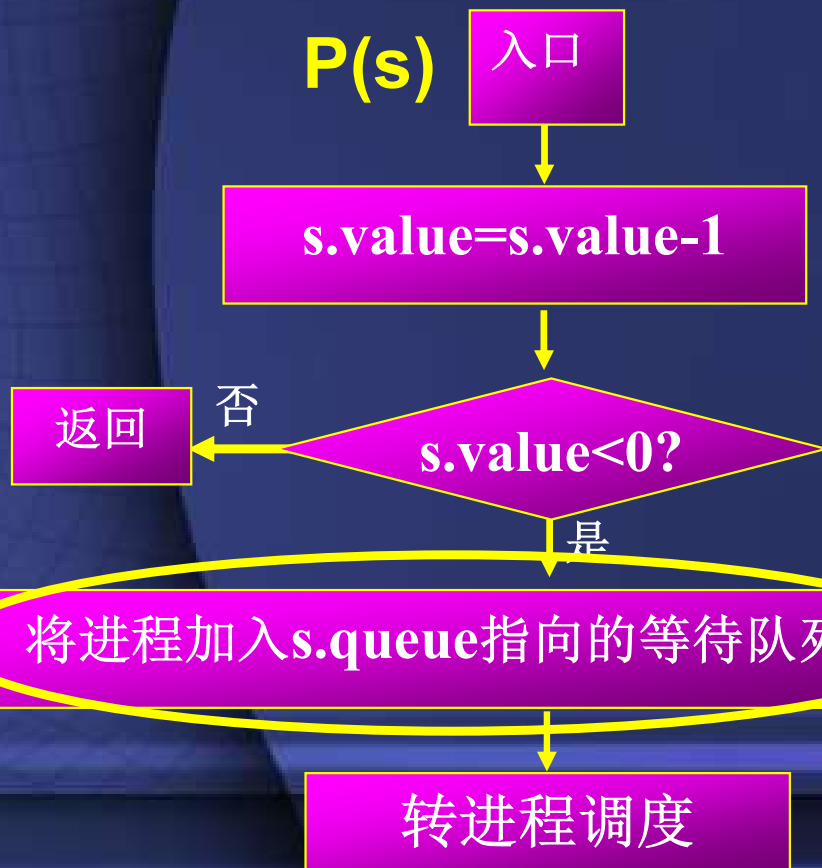 P(s)
入口
s.value=s.value-1
否
返回
s.value<0?
是
将进程加入s.queue指向的等待队列
转进程调度